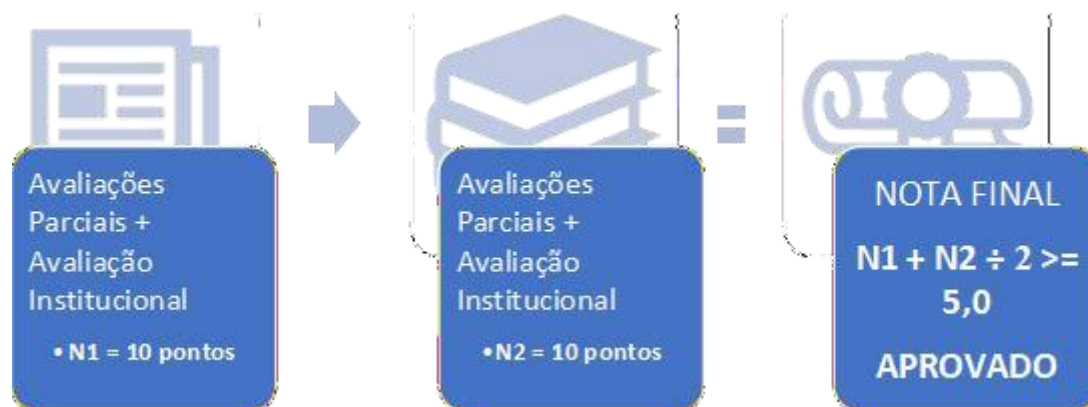 Avaliações
Parciais +
Avaliação
Institucional
• N1 = 10 pontos
Avaliações
Parciais +
Avaliação
Institucional
•N2 = 10 pontos
NOTA FINAL
N1 + N2 ÷ 2 >=
5,0
APROVADO